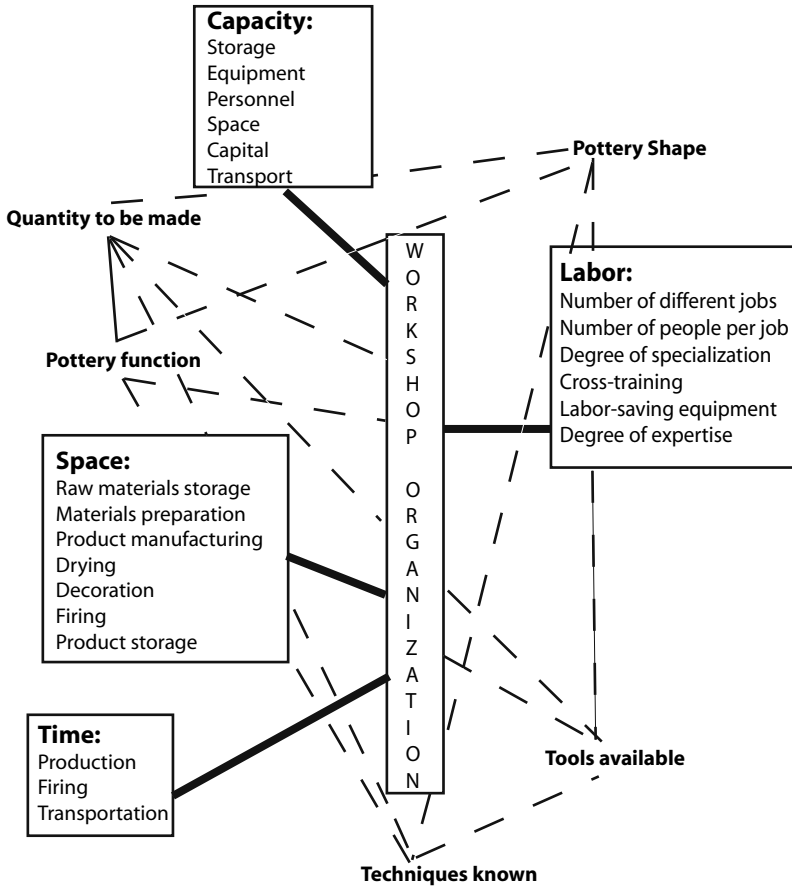 Capacity:
Storage
Equipment
Personnel
Space
Capital
Transport
Pottery Shape
Quantity to be made
WORKSHOP ORGANIZATION
Labor:
Number of different jobs
Number of people per job
Degree of specialization
Cross-training
Labor-saving equipment
Degree of expertise
Pottery function
Space:
Raw materials storage
Materials preparation
Product manufacturing
Drying
Decoration
Firing
Product storage
Time:
Production
Firing
Transportation
Tools available
Techniques known